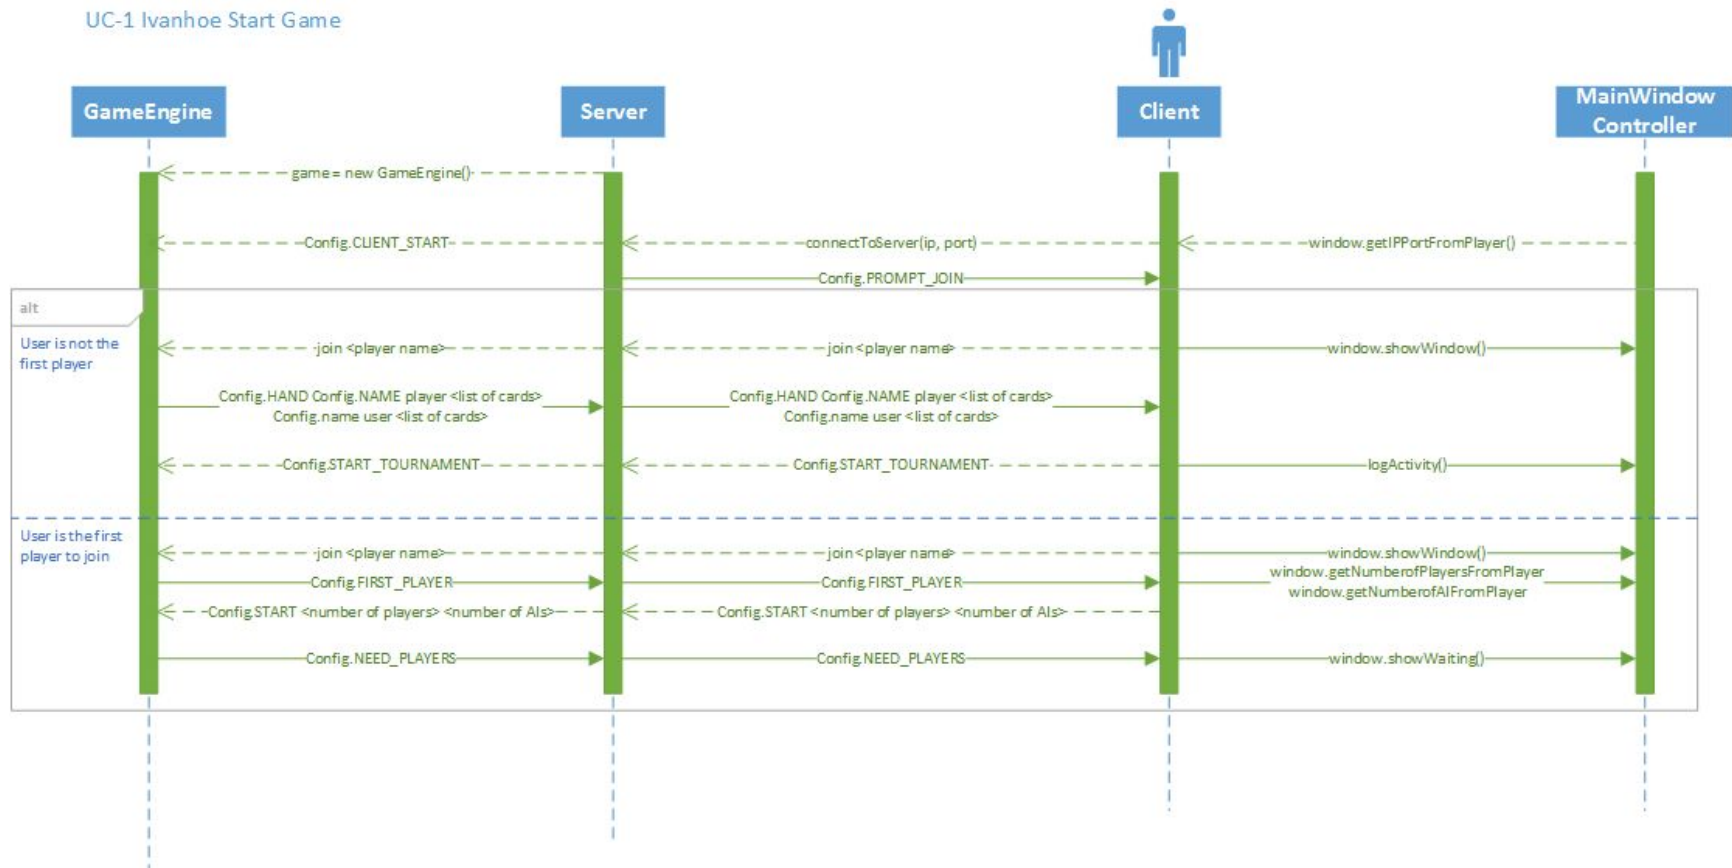 UC-1 Ivanhoe Start Game
GameEngine
Server
Client
MainWindow
Controller
game = new GameEngine()
Config.CLIENT_START
connectToServer(ip, port)
window.getIPPortFromPlayer()
Config.PROMPT_JOIN
alt
User is not the
first player
join <player name>
join <player name>
window.showWindow()
Config.HAND Config.NAME player <list of cards>
Config.name user <list of cards>
Config.HAND Config.NAME player <list of cards>
Config.name user <list of cards>
Config.START_TOURNAMENT
Config.START_TOURNAMENT
logActivity()
User is the first
player to join
join <player name>
join <player name>
window.showWindow()
Config.FIRST_PLAYER
Config.FIRST_PLAYER
window.getNumberofPlayersFromPlayer
window.getNumberofAIFromPlayer
Config.START <number of players> <number of AIs>
Config.START <number of players> <number of AIs>
Config.NEED_PLAYERS
Config.NEED_PLAYERS
window.showWaiting()